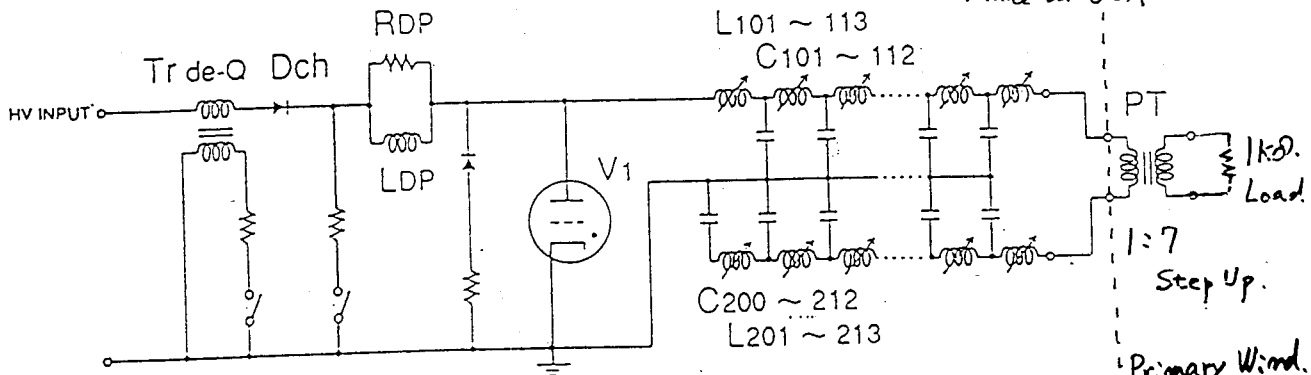 RDP
L101 ~ 113
C101 ~ 112
Tr de-Q Dch
HV INPUT
PT
LDP
V1
1kΩ.
Load.
1:7
Step Up.
C200 ~ 212
L201 ~ 213
Primary Wind.